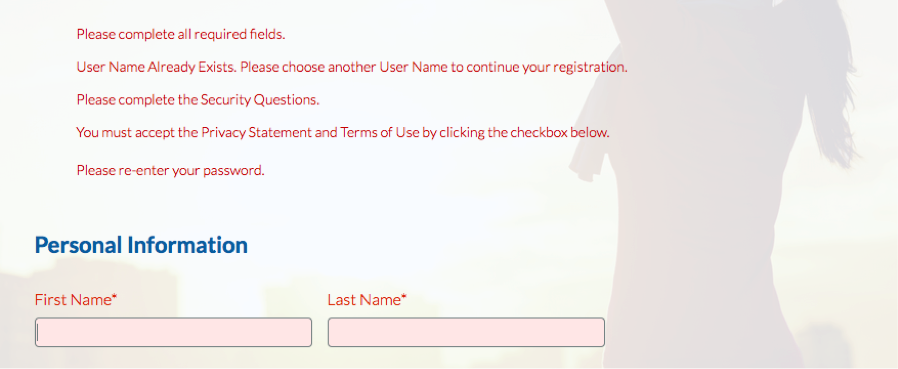 Please complete all required fields.
User Name Already Exists. Please choose another User Name to continue your registration.
Please complete the Security Questions.
You must accept the Privacy Statement and Terms of Use by clicking the checkbox below.
Please re-enter your password.
Personal Information
First Name* Last Name*